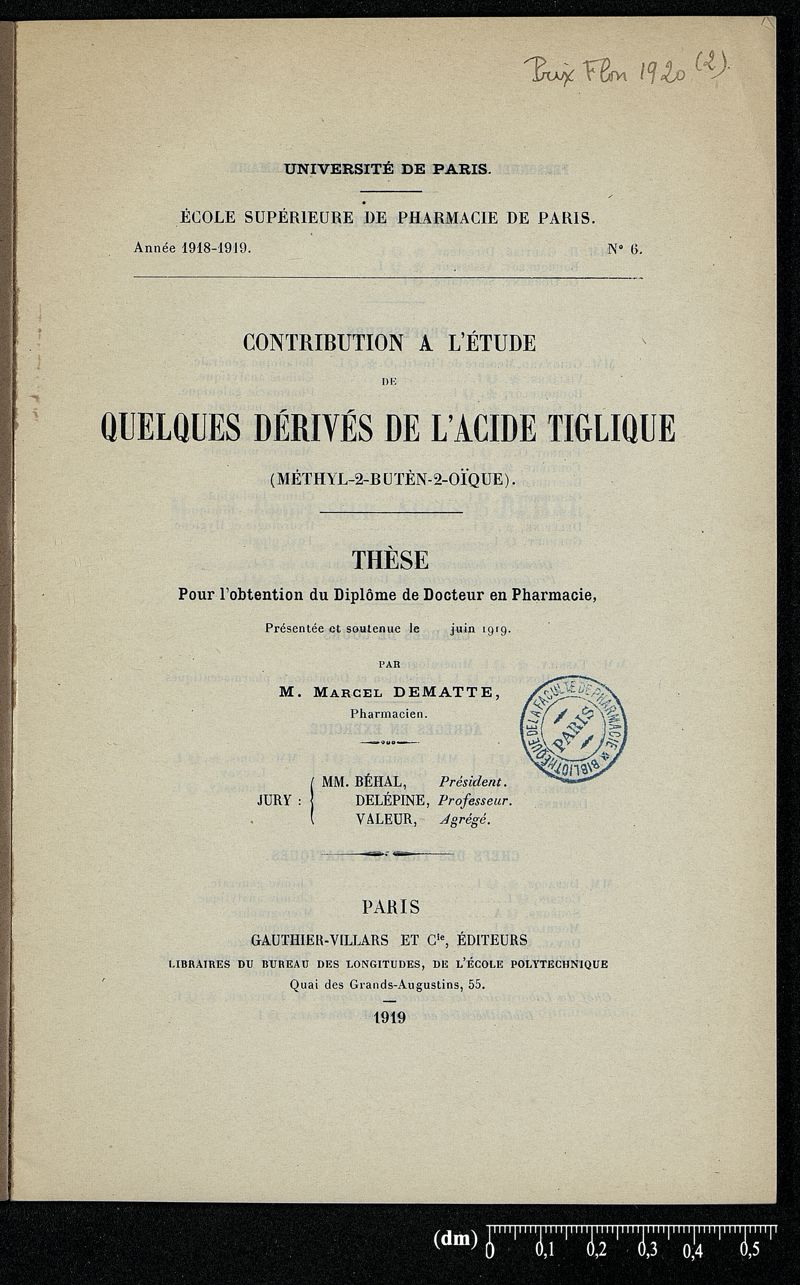 Prix Flon 1920 (2).
UNIVERSITÉ DE PARIS.
ÉCOLE SUPÉRIEURE DE PHARMACIE DE PARIS.
Année 1918-1919. N° 6.
CONTRIBUTION A L'ÉTUDE
DE
QUELQUES DÉRIVÉS DE L'ACIDE TIGLIQUE
(MÉTHYL-2-BUTÈN-2-OÏQUE).
THÈSE
Pour l'obtention du Diplôme de Docteur en Pharmacie,
Présentée et soutenue le juin 1919.
PAR
M. MARCEL DEMATTE,
Pharmacien.
BIBLIOTHÈQUE DE LA FACULTÉ DE PHARMACIE
PARIS
JURY : MM. BÉHAL, Président.
DELÉPINE, Professeur.
VALEUR, Agrégé.
PARIS
GAUTHIER-VILLARS ET Cie, ÉDITEURS
LIBRAIRES DU BUREAU DES LONGITUDES, DE L'ÉCOLE POLYTECHNIQUE
Quai des Grands-Augustins, 55.
1919
(dm) 0 0,1 0,2 0,3 0,4 0,5